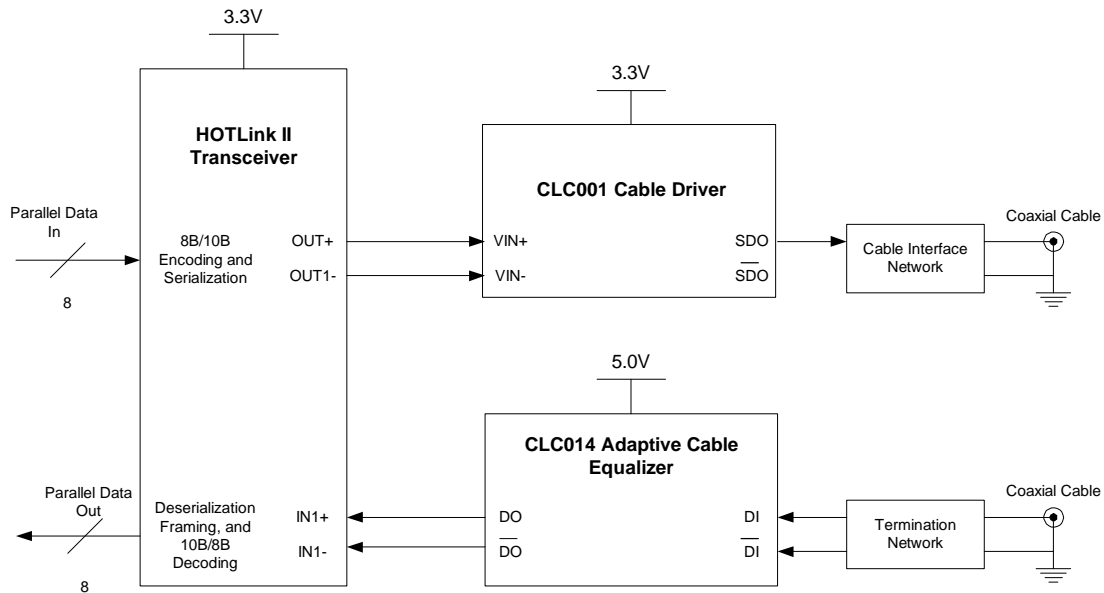 3.3V
HOTLink II
Transceiver
3.3V
CLC001 Cable Driver
Parallel Data
In
8
8B/10B
Encoding and
Serialization
OUT+
OUT1-
VIN+
VIN-
SDO
SDO
Cable Interface
Network
Coaxial Cable
5.0V
CLC014 Adaptive Cable
Equalizer
Parallel Data
Out
8
Deserialization
Framing, and
10B/8B
Decoding
IN1+
IN1-
DO
DO
DI
DI
Termination
Network
Coaxial Cable